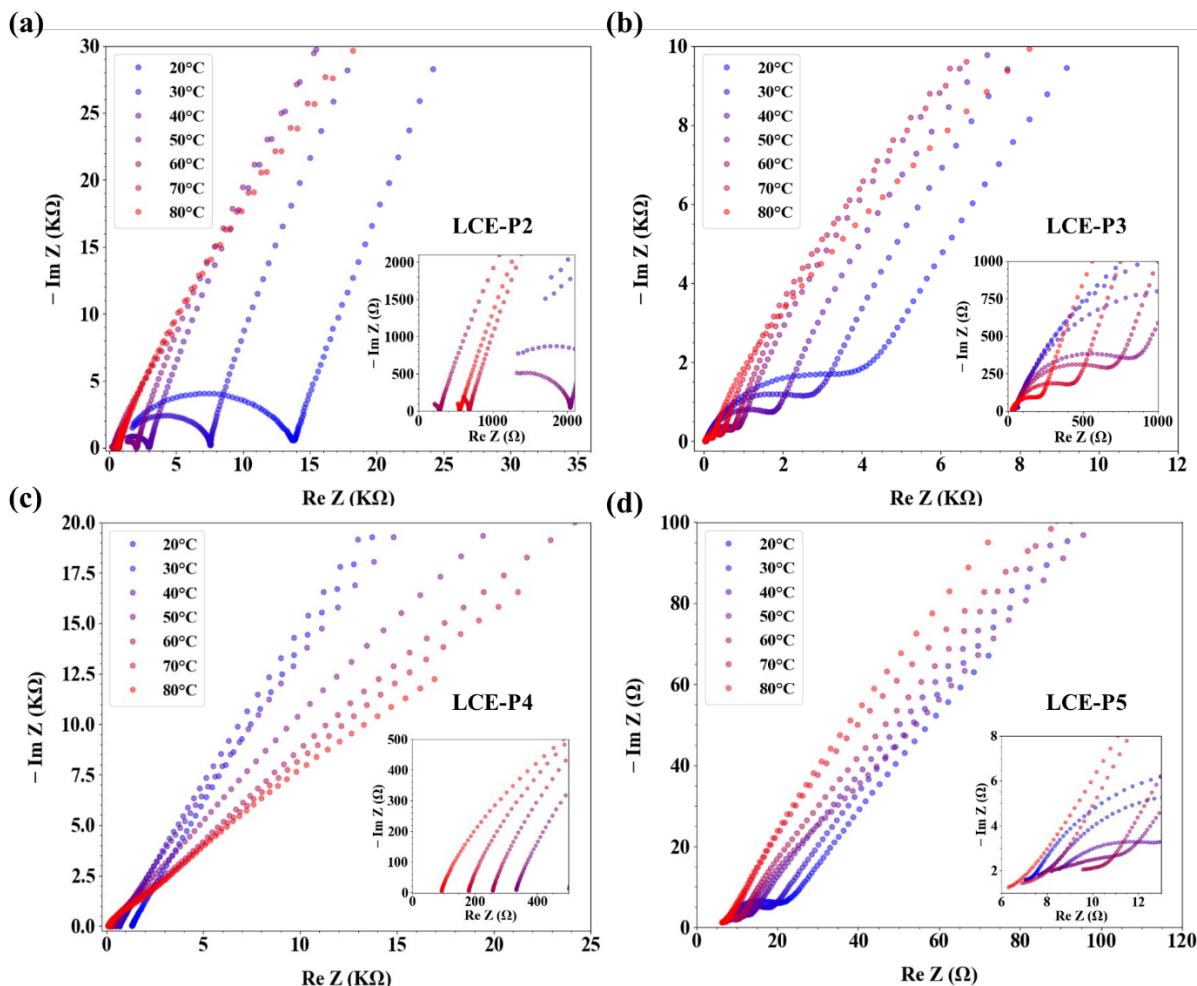 (a)
30
25
20
15
10
5
0
0 5 10 15 20 25 30 35
− Im Z (KΩ)
Re Z (KΩ)
20°C
30°C
40°C
50°C
60°C
70°C
80°C
LCE-P2
2000
1500
1000
500
0
0 500 1000 1500 2000
− Im Z (Ω)
Re Z (Ω)
(b)
10
8
6
4
2
0
0 2 4 6 8 10 12
− Im Z (KΩ)
Re Z (KΩ)
20°C
30°C
40°C
50°C
60°C
70°C
80°C
LCE-P3
1000
750
500
250
0
0 500 1000
− Im Z (Ω)
Re Z (Ω)
(c)
20.0
17.5
15.0
12.5
10.0
7.5
5.0
2.5
0.0
0 5 10 15 20 25
− Im Z (KΩ)
Re Z (KΩ)
20°C
30°C
40°C
50°C
60°C
70°C
80°C
LCE-P4
500
400
300
200
100
0
0 200 400
− Im Z (Ω)
Re Z (Ω)
(d)
100
80
60
40
20
0
0 20 40 60 80 100 120
− Im Z (Ω)
Re Z (Ω)
20°C
30°C
40°C
50°C
60°C
70°C
80°C
LCE-P5
8
6
4
2
6 8 10 12
− Im Z (Ω)
Re Z (Ω)